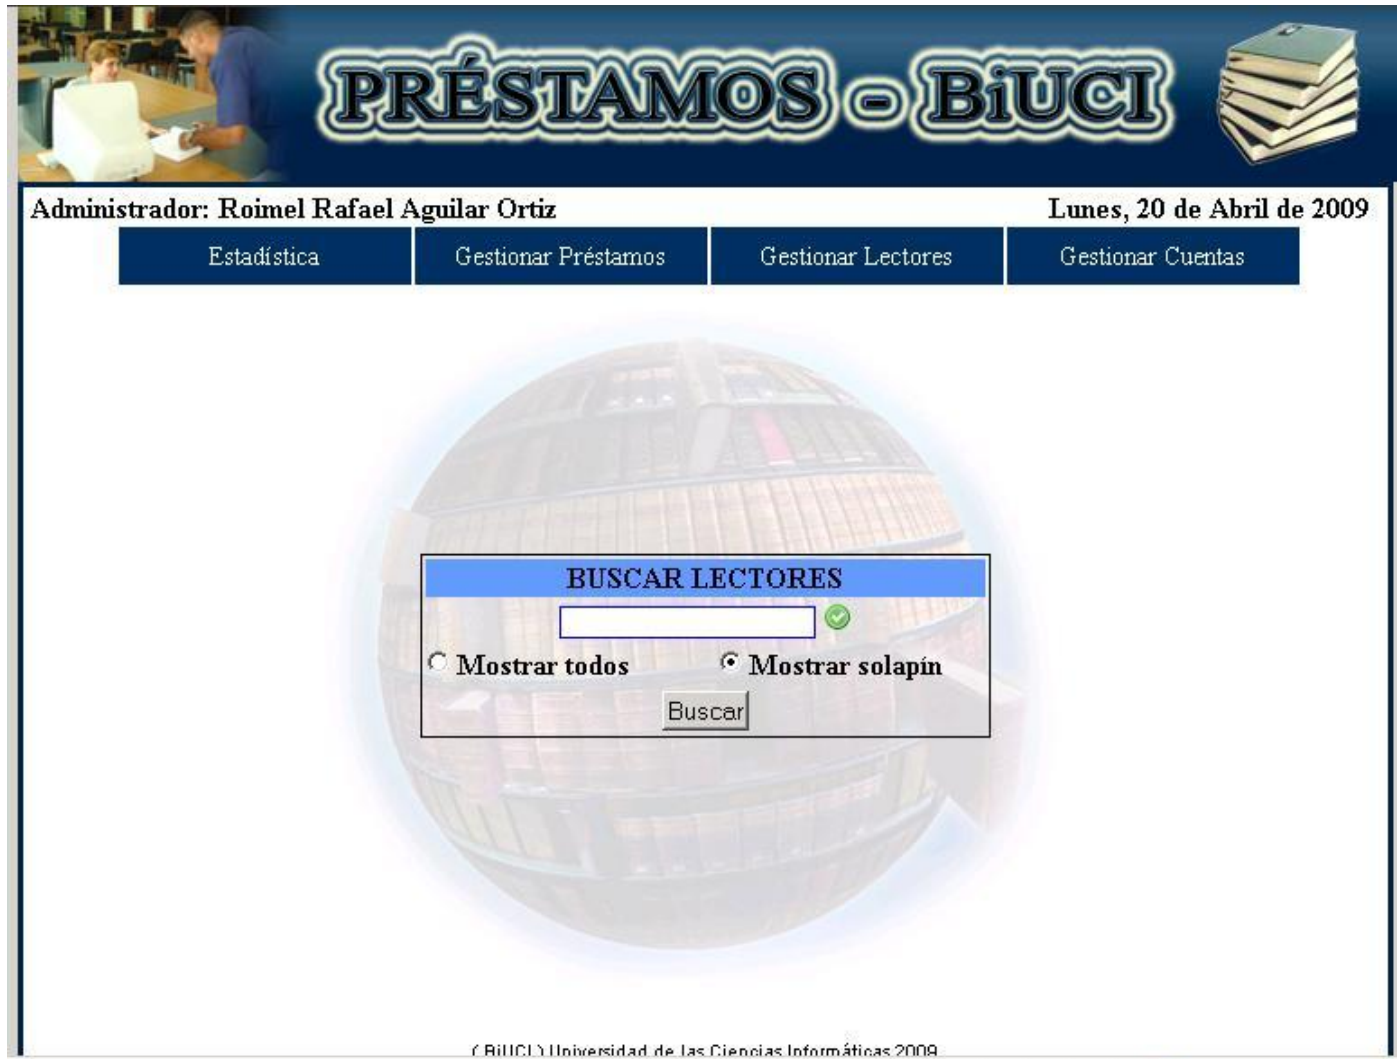 PRÉSTAMOS - BiUCI
Administrador: Roimel Rafael Aguilar Ortiz Lunes, 20 de Abril de 2009
Estadística Gestionar Préstamos Gestionar Lectores Gestionar Cuentas
BUSCAR LECTORES
Mostrar todos Mostrar solapín
Buscar
( BiUCI ) Universidad de las Ciencias Informáticas 2009